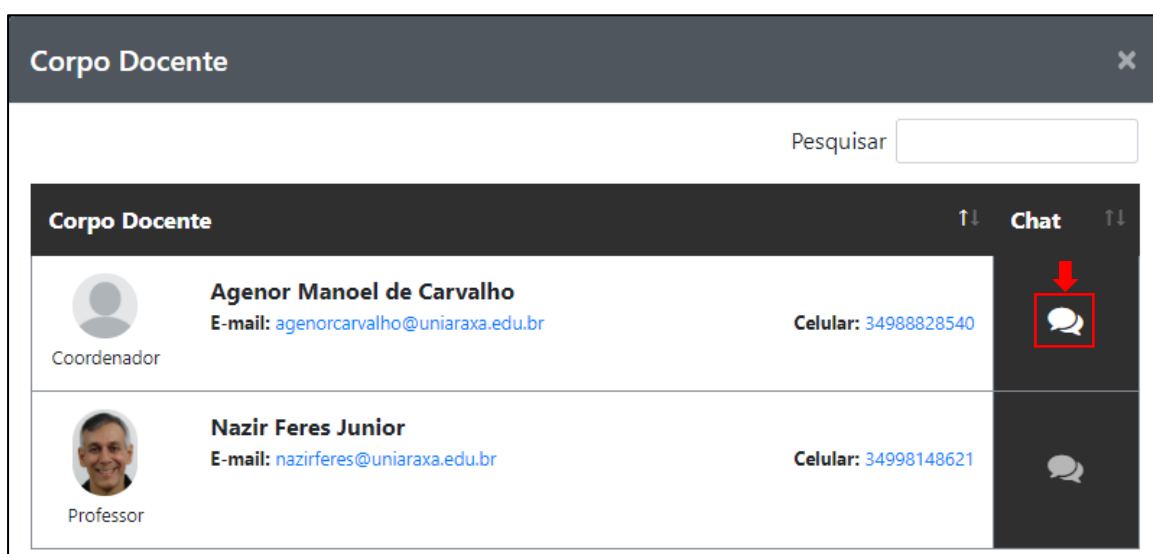 Corpo Docente
Pesquisar
Corpo Docente Chat
Agenor Manoel de Carvalho
E-mail: agenorcarvalho@uniaraxa.edu.br Celular: 34988828540
Coordenador
Nazir Feres Junior
E-mail: nazirferes@uniaraxa.edu.br Celular: 34998148621
Professor